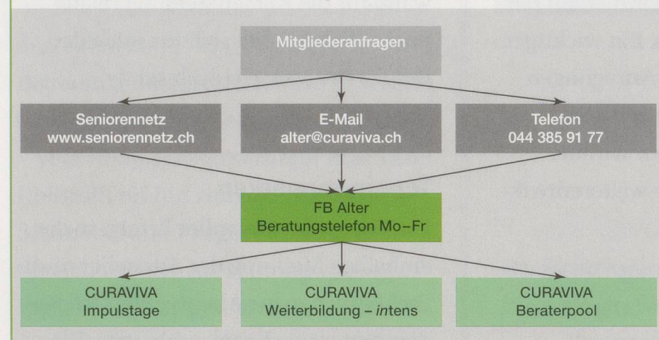 Mitgliederanfragen
Seniorennetz
www.seniorennetz.ch
E-Mail
alter@curaviva.ch
Telefon
044 385 91 77
FB Alter
Beratungstelefon Mo–Fr
CURAVIVA
Impulstage
CURAVIVA
Weiterbildung – intens
CURAVIVA
Beraterpool